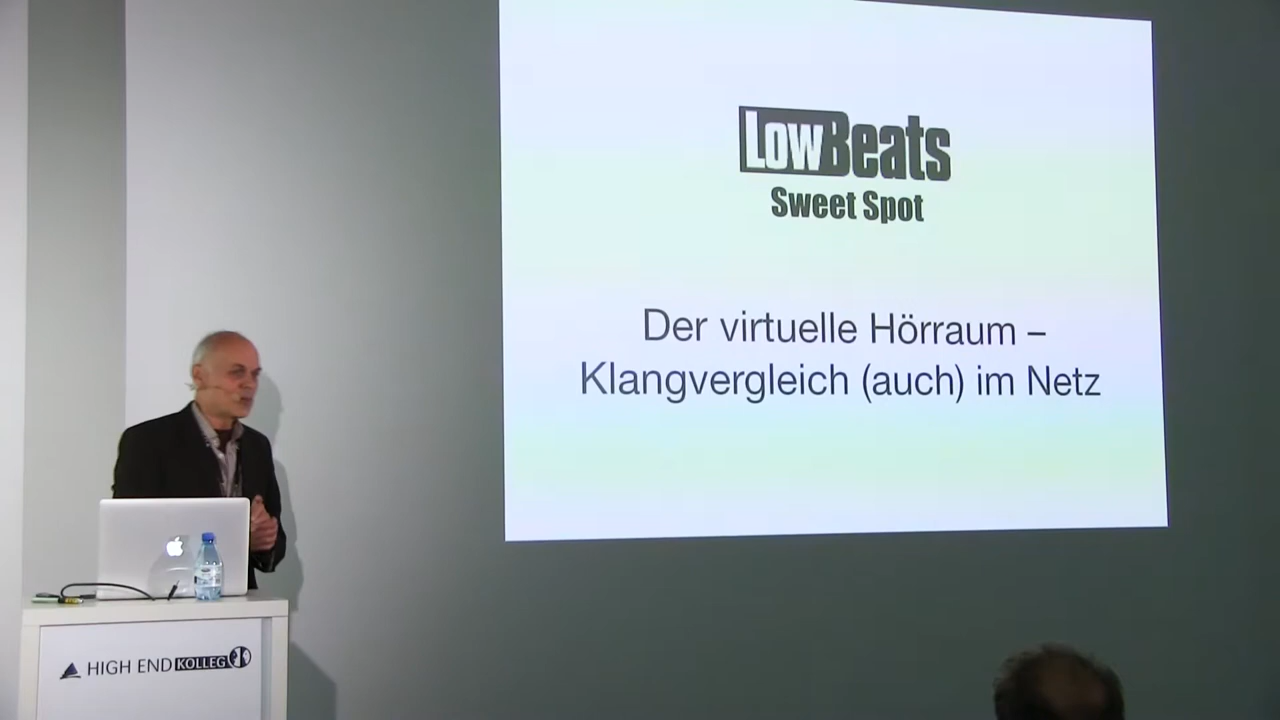 LowBeats
Sweet Spot
Der virtuelle Hörraum –
Klangvergleich (auch) im Netz
HIGH END KOLLEG